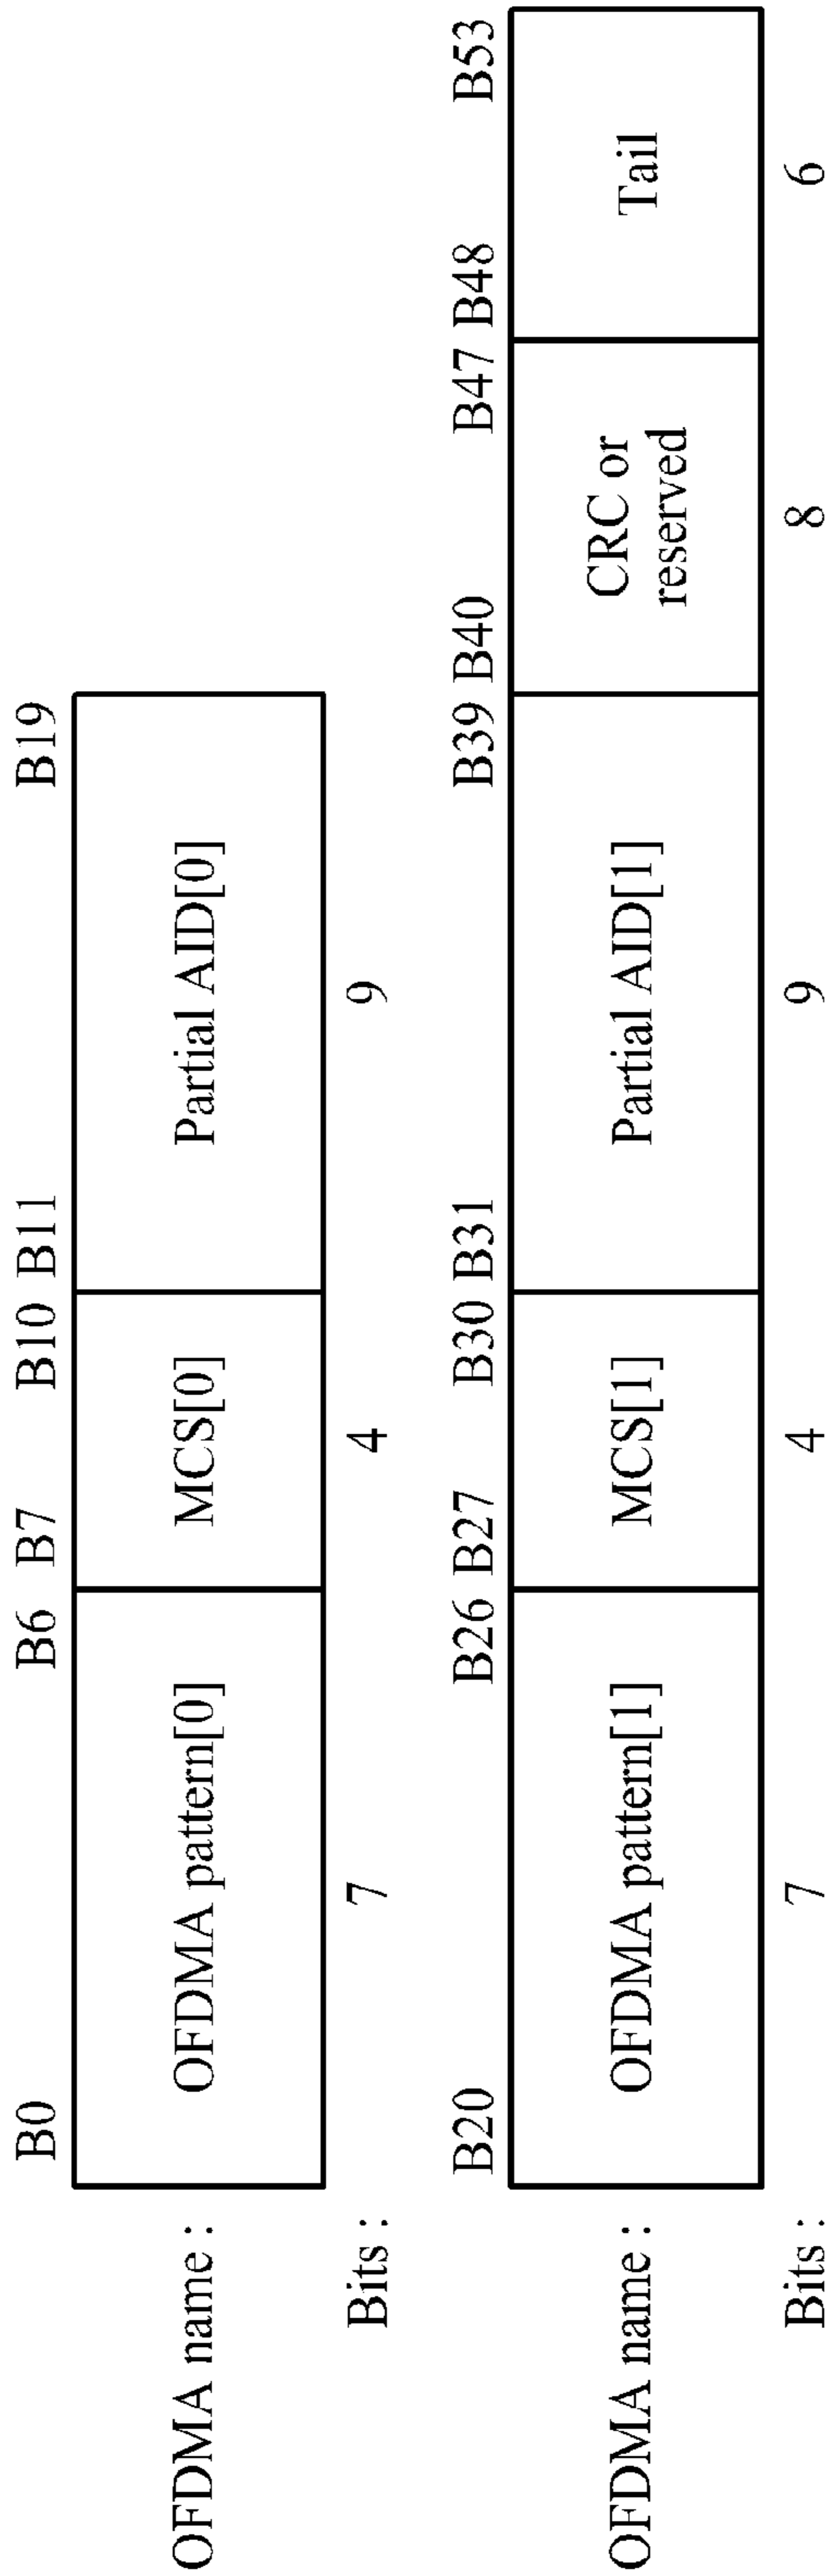 B0 B6 B7 B10 B11 B19
OFDMA name : OFDMA pattern[0] MCS[0] Partial AID[0]
Bits : 7 4 9
B20 B26 B27 B30 B31 B39 B40 B47 B48 B53
OFDMA name : OFDMA pattern[1] MCS[1] Partial AID[1] CRC or
reserved Tail
Bits : 7 4 9 8 6